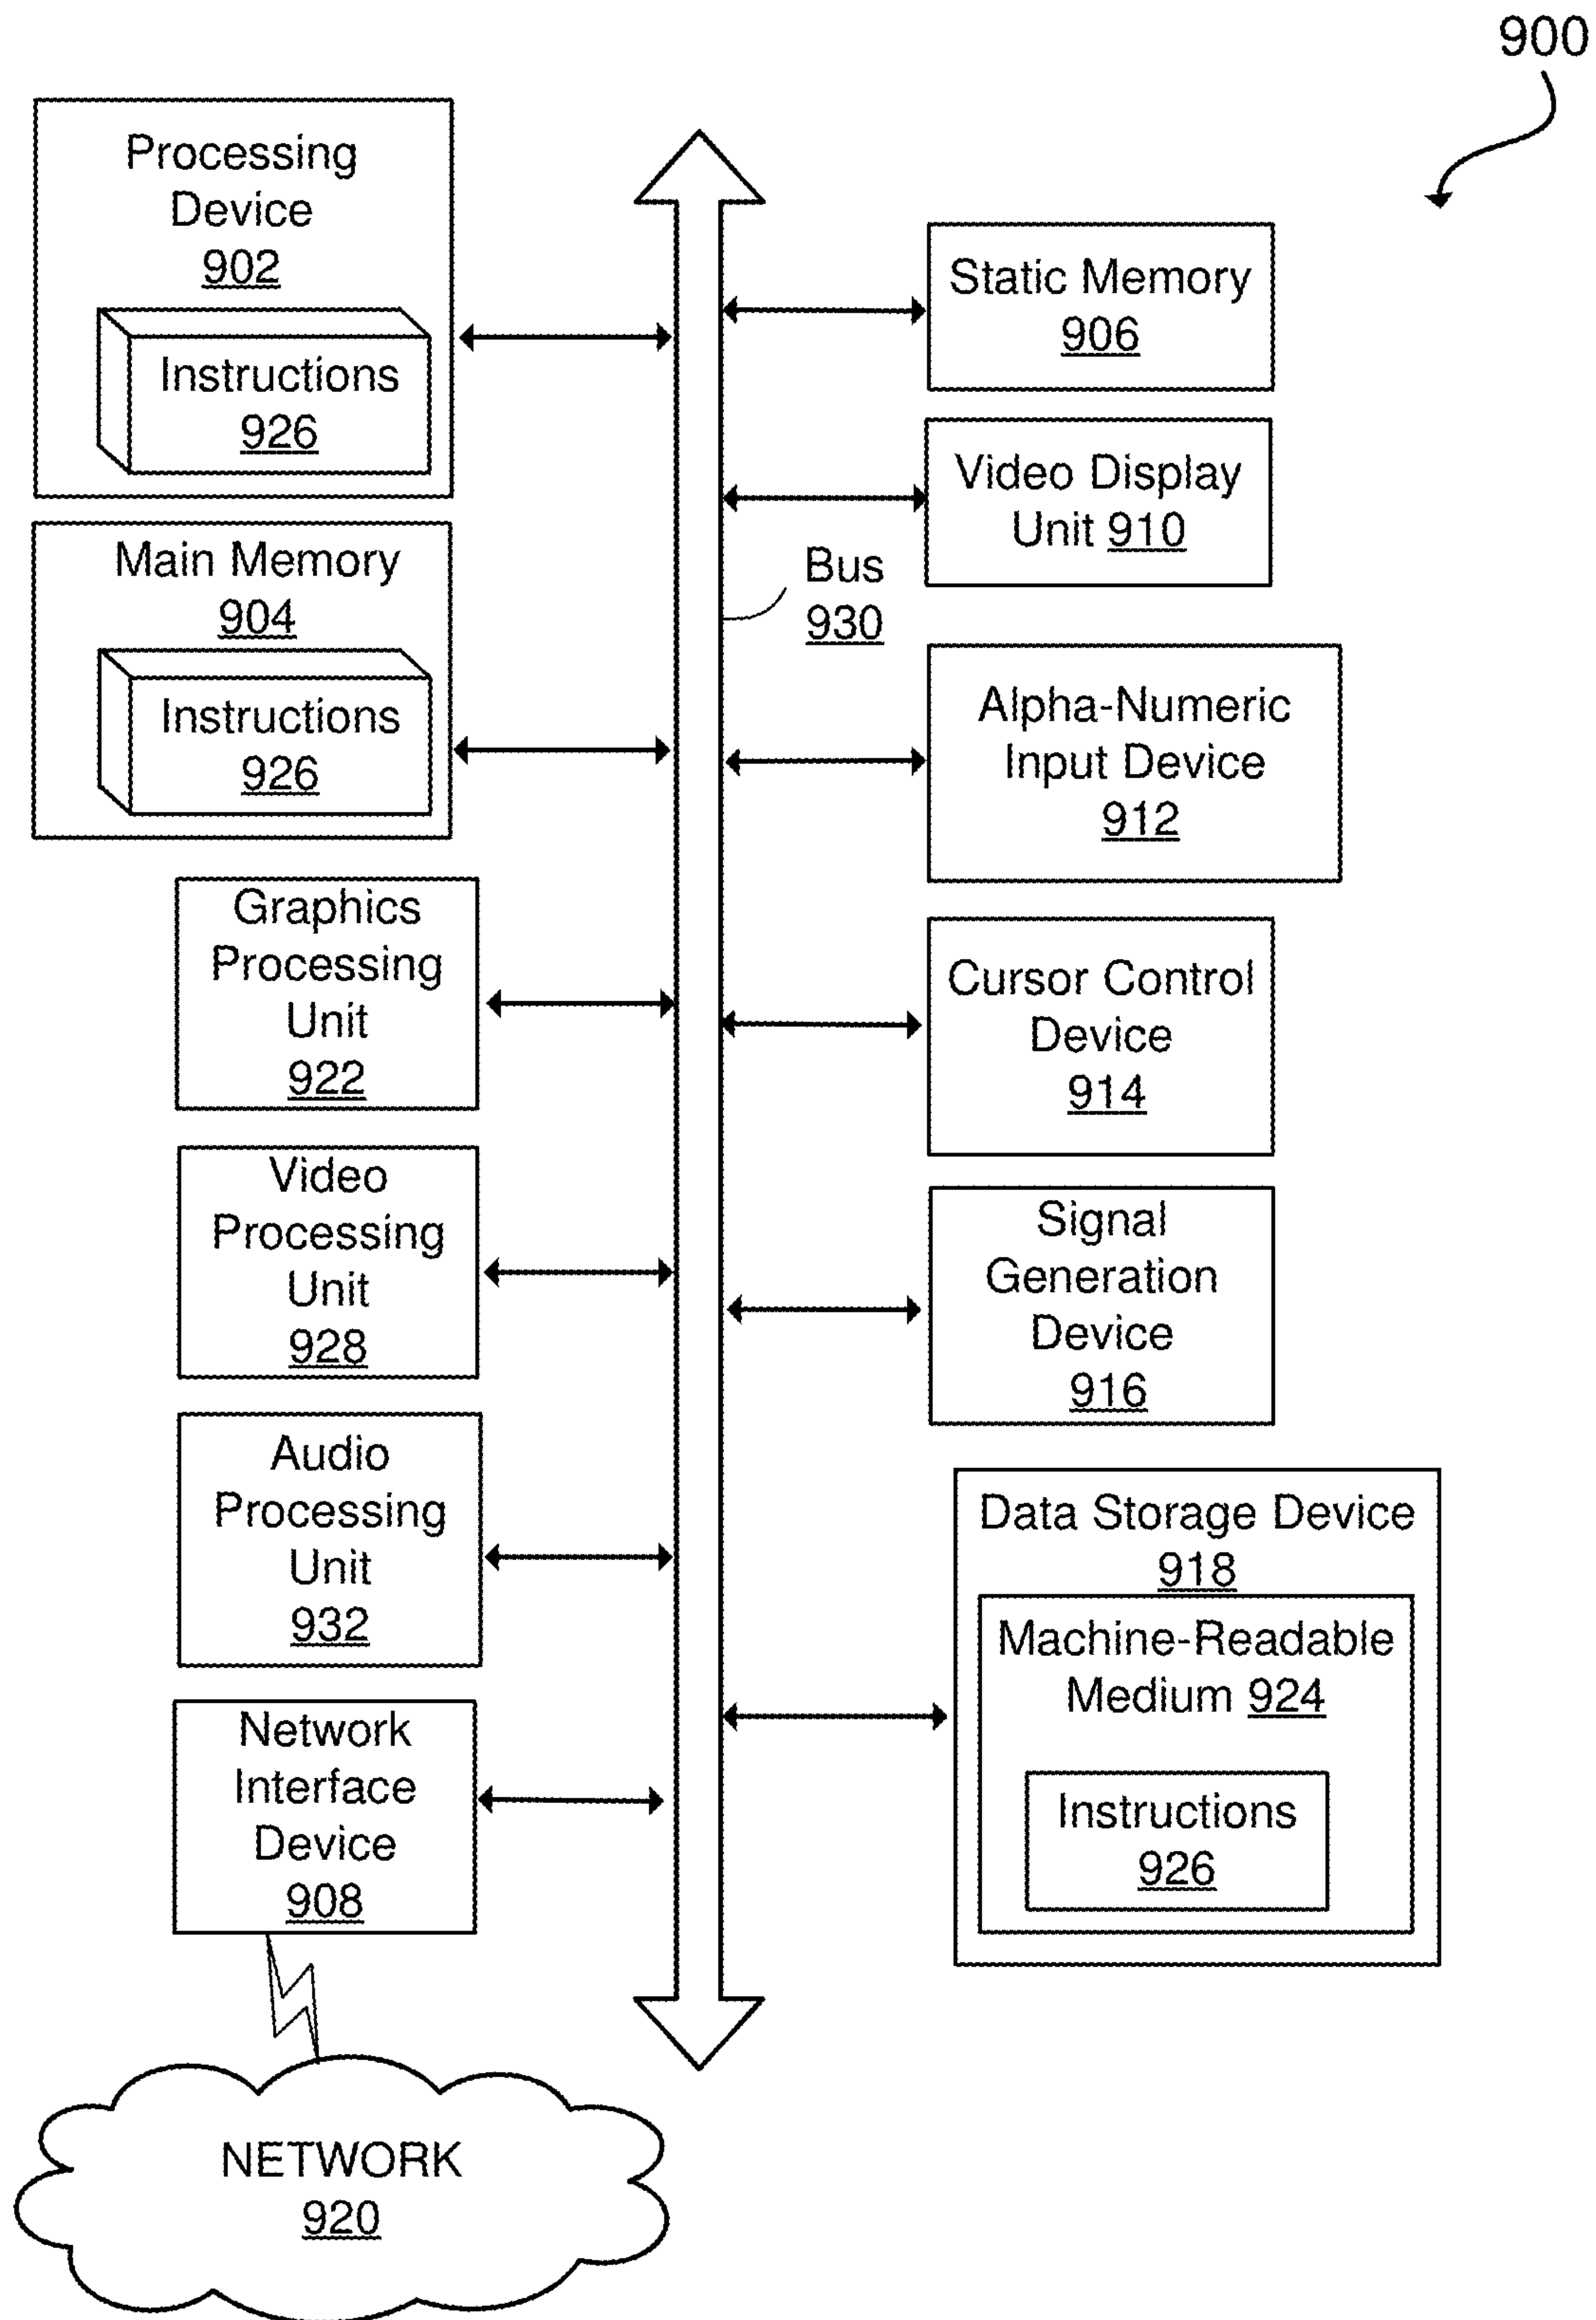 900
Processing
Device
902
Instructions
926
Main Memory
904
Instructions
926
Graphics
Processing
Unit
922
Video
Processing
Unit
928
Audio
Processing
Unit
932
Network
Interface
Device
908
NETWORK
920
Bus
930
Static Memory
906
Video Display
Unit 910
Alpha-Numeric
Input Device
912
Cursor Control
Device
914
Signal
Generation
Device
916
Data Storage Device
918
Machine-Readable
Medium 924
Instructions
926